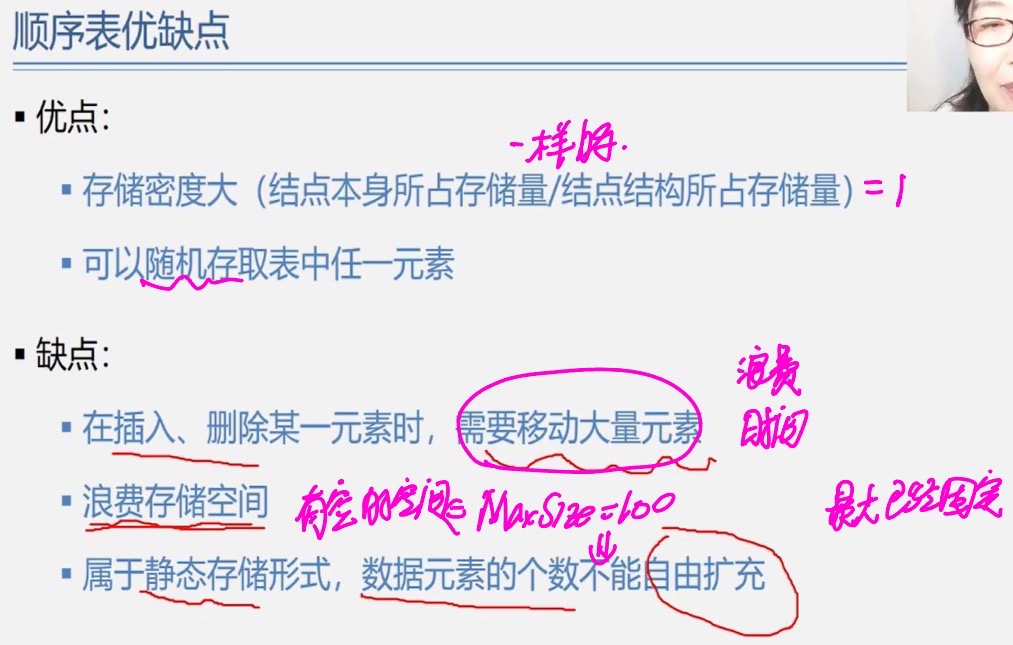 顺序表优缺点
▪ 优点：
一样的.
▪ 存储密度大（结点本身所占存储量/结点结构所占存储量）=1
▪ 可以随机存取表中任一元素
▪ 缺点：
浪费
▪ 在插入、删除某一元素时，需要移动大量元素 时间
▪ 浪费存储空间 有空的空间 MaxSize=100 最大已经固定
▪ 属于静态存储形式，数据元素的个数不能自由扩充